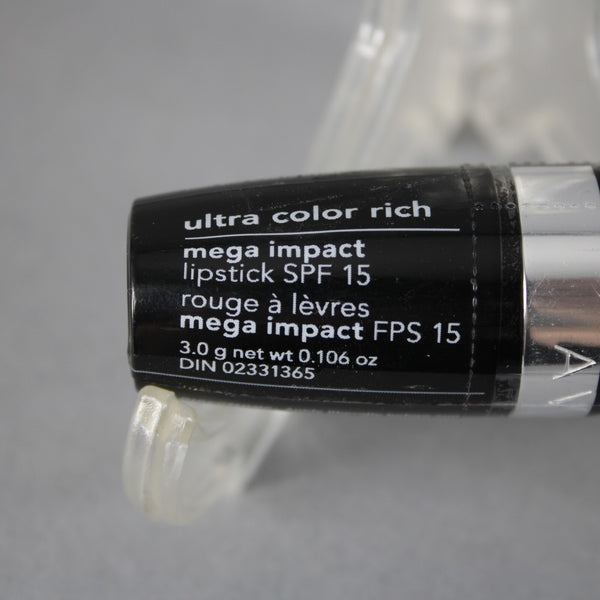 ultra color rich
mega impact
lipstick SPF 15
rouge à lèvres
mega impact FPS 15
3.0 g net wt 0.106 oz
DIN 02331365
AV